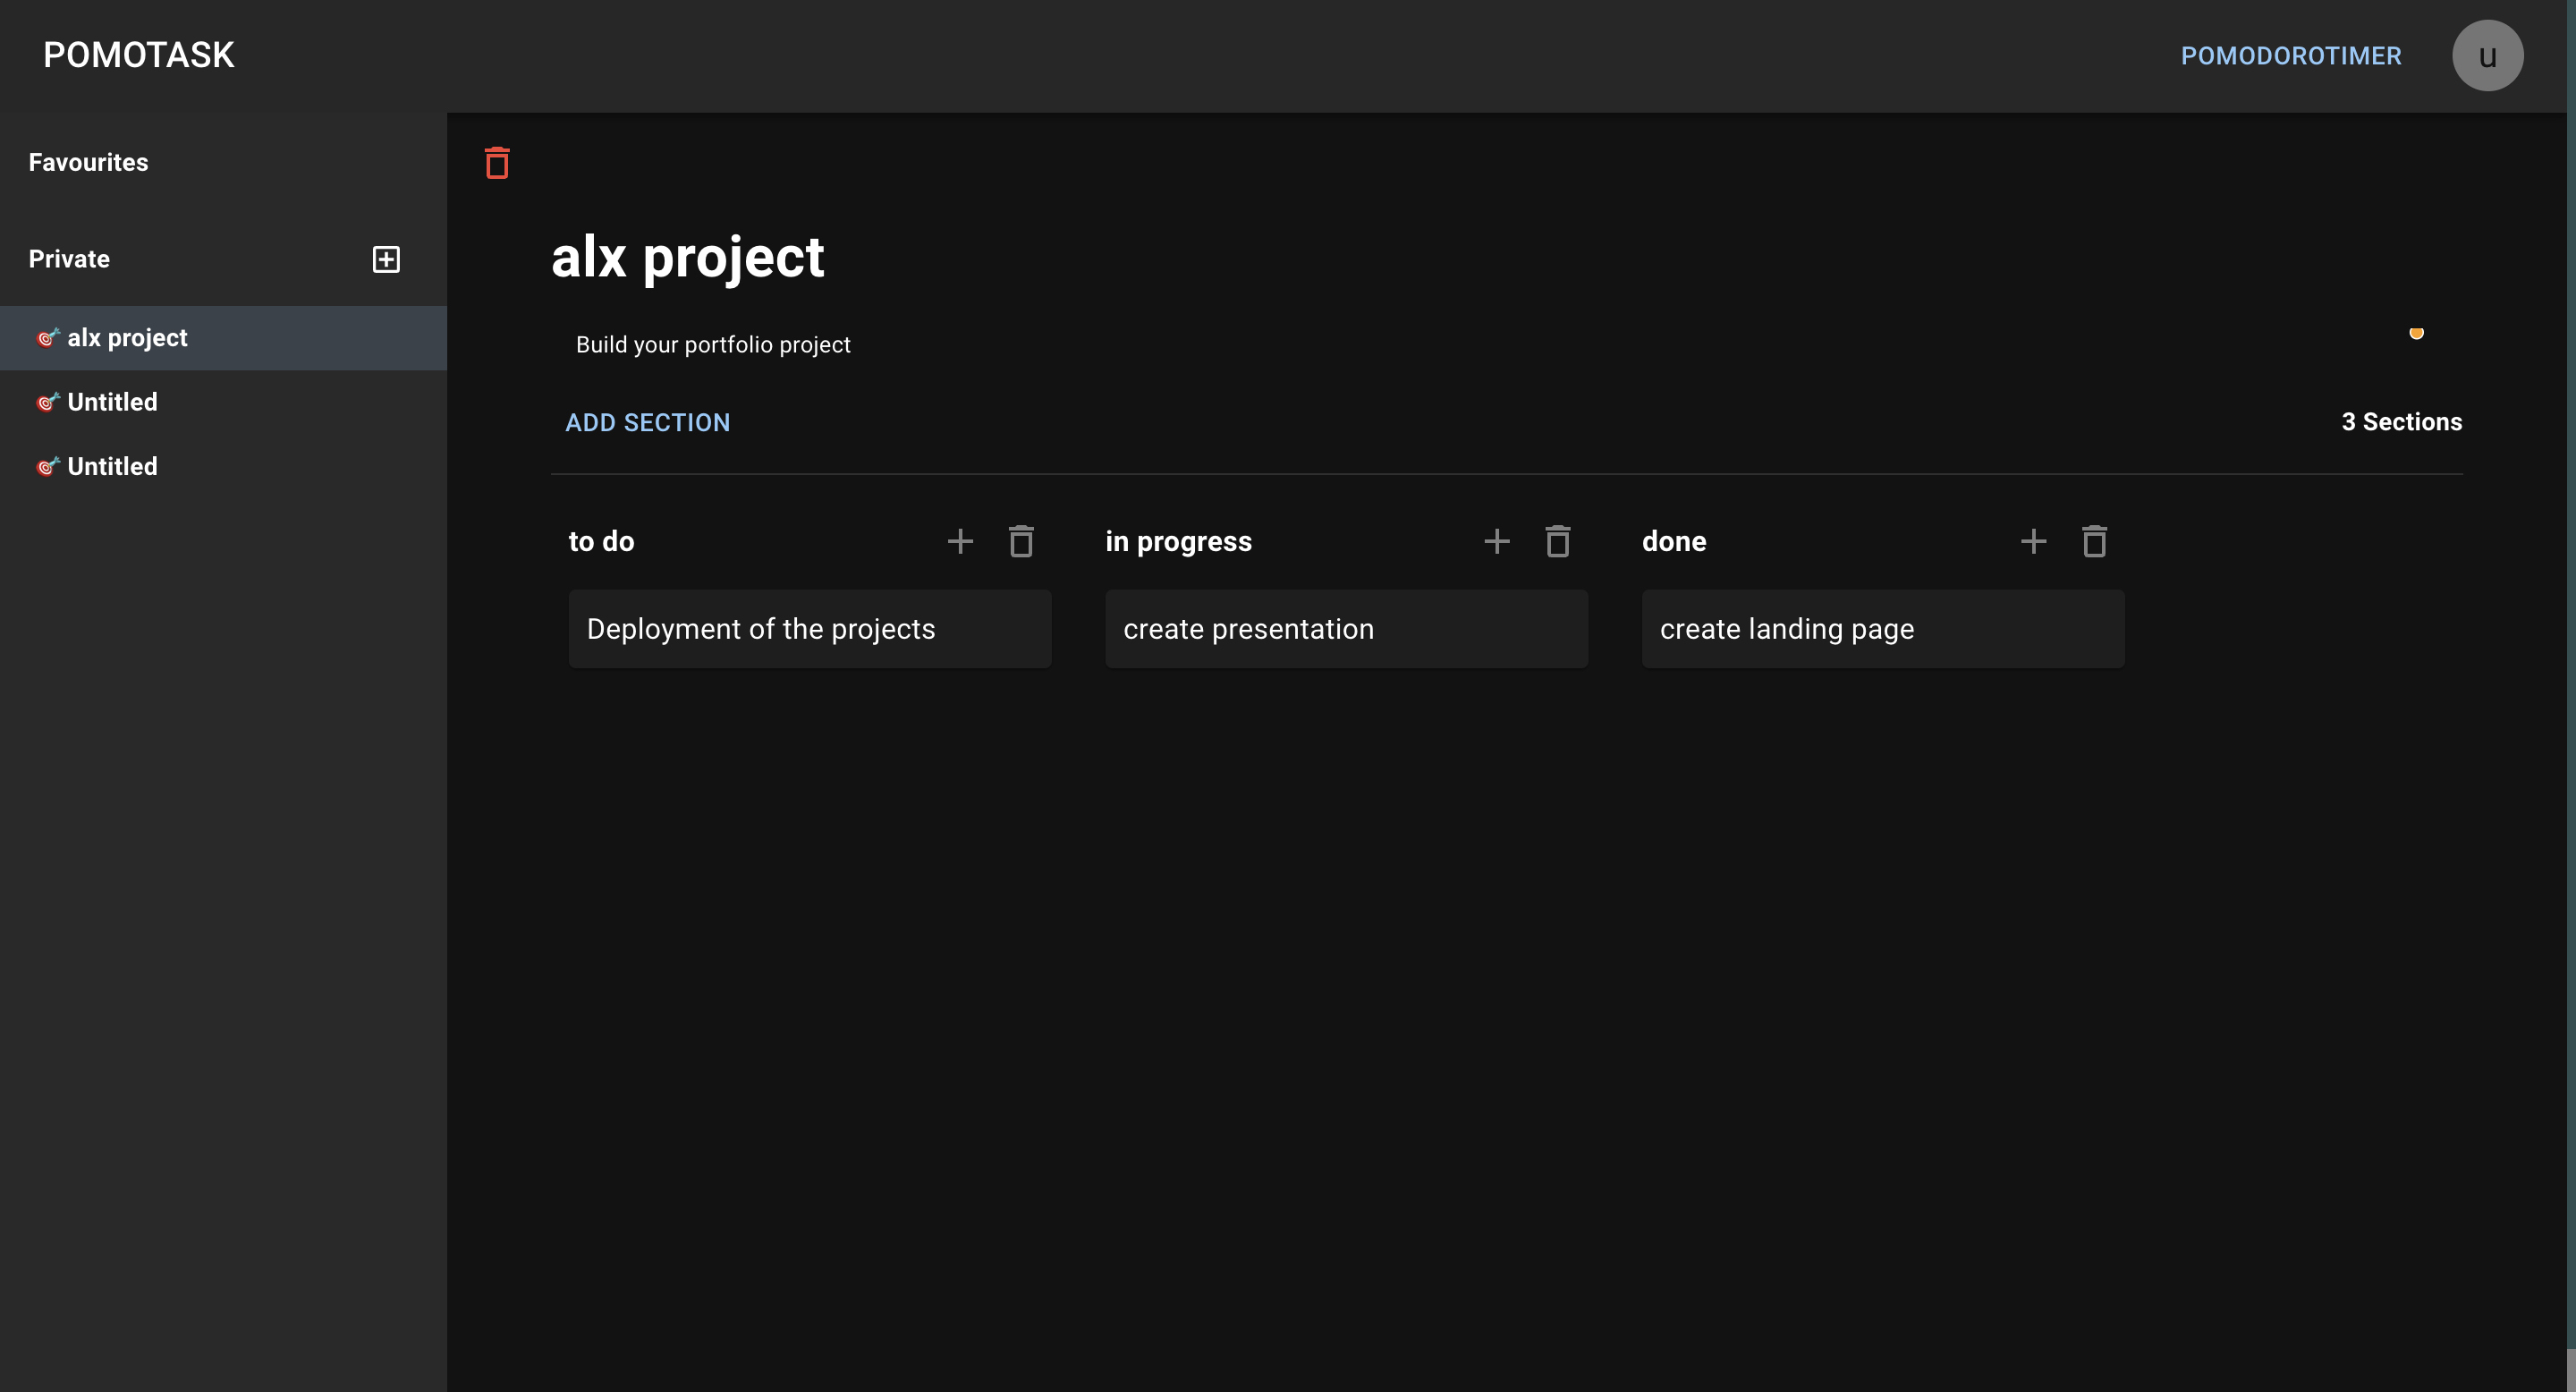 POMOTASK
POMODOROTIMER
u
Favourites
Private
alx project
Untitled
Untitled
alx project
Build your portfolio project
ADD SECTION
3 Sections
to do
in progress
done
Deployment of the projects
create presentation
create landing page